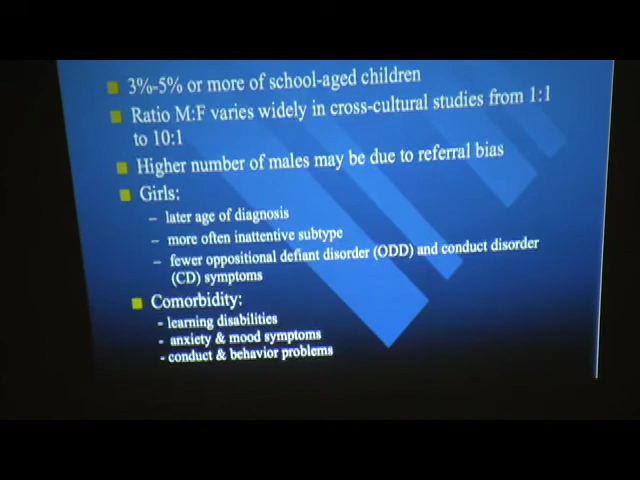 3%-5% or more of school-aged children
Ratio M:F varies widely in cross-cultural studies from 1:1
to 10:1
Higher number of males may be due to referral bias
Girls:
– later age of diagnosis
– more often inattentive subtype
– fewer oppositional defiant disorder (ODD) and conduct disorder
(CD) symptoms
Comorbidity:
- learning disabilities
- anxiety & mood symptoms
- conduct & behavior problems